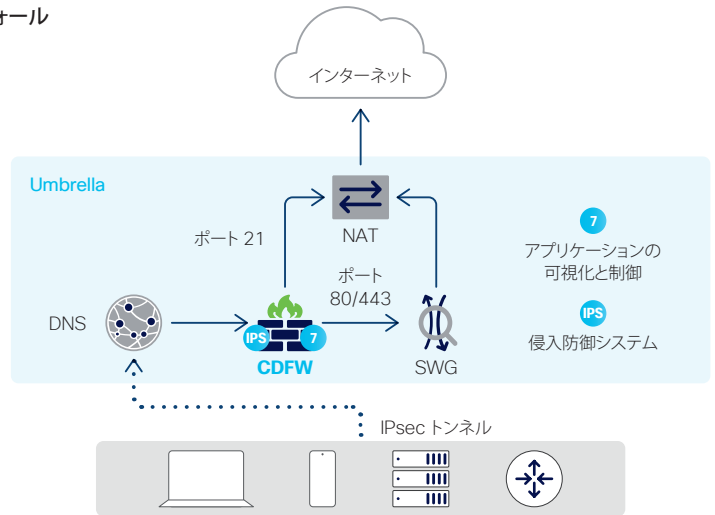 ォール
インターネット
Umbrella
ポート 21
NAT
7
アプリケーションの
可視化と制御
ポート
80/443
DNS
IPS
7
IPS
侵入防御システム
CDFW
SWG
IPsec トンネル